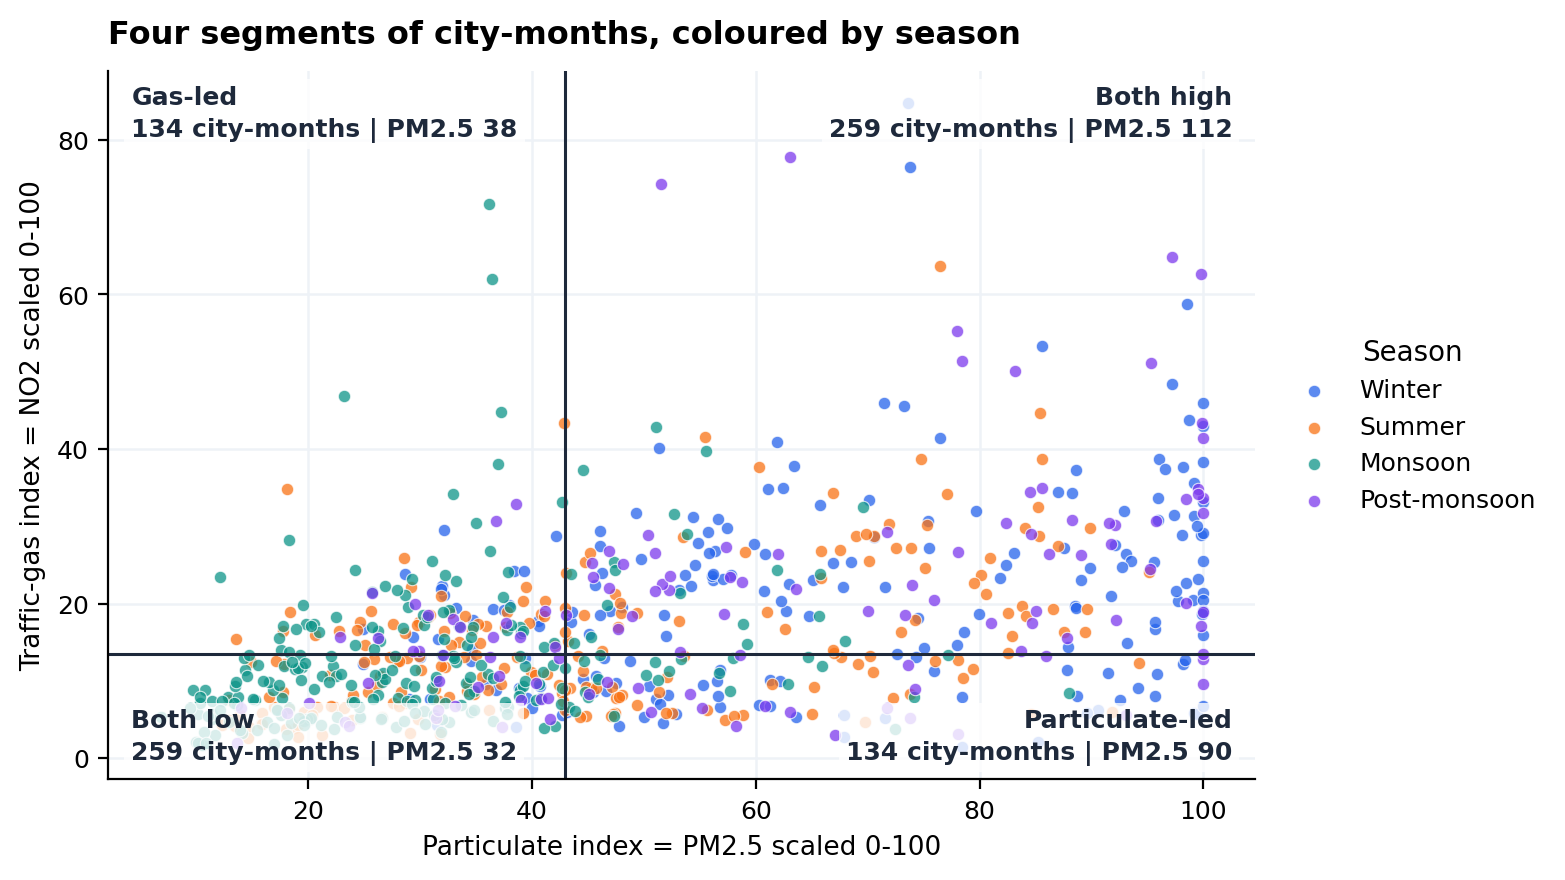 Four segments of city-months, coloured by season
Gas-led
134 city-months | PM2.5 38
Both high
259 city-months | PM2.5 112
Both low
259 city-months | PM2.5 32
Particulate-led
134 city-months | PM2.5 90
Traffic-gas index = NO2 scaled 0-100
80
60
40
20
0
20
40
60
80
100
Particulate index = PM2.5 scaled 0-100
Season
Winter
Summer
Monsoon
Post-monsoon